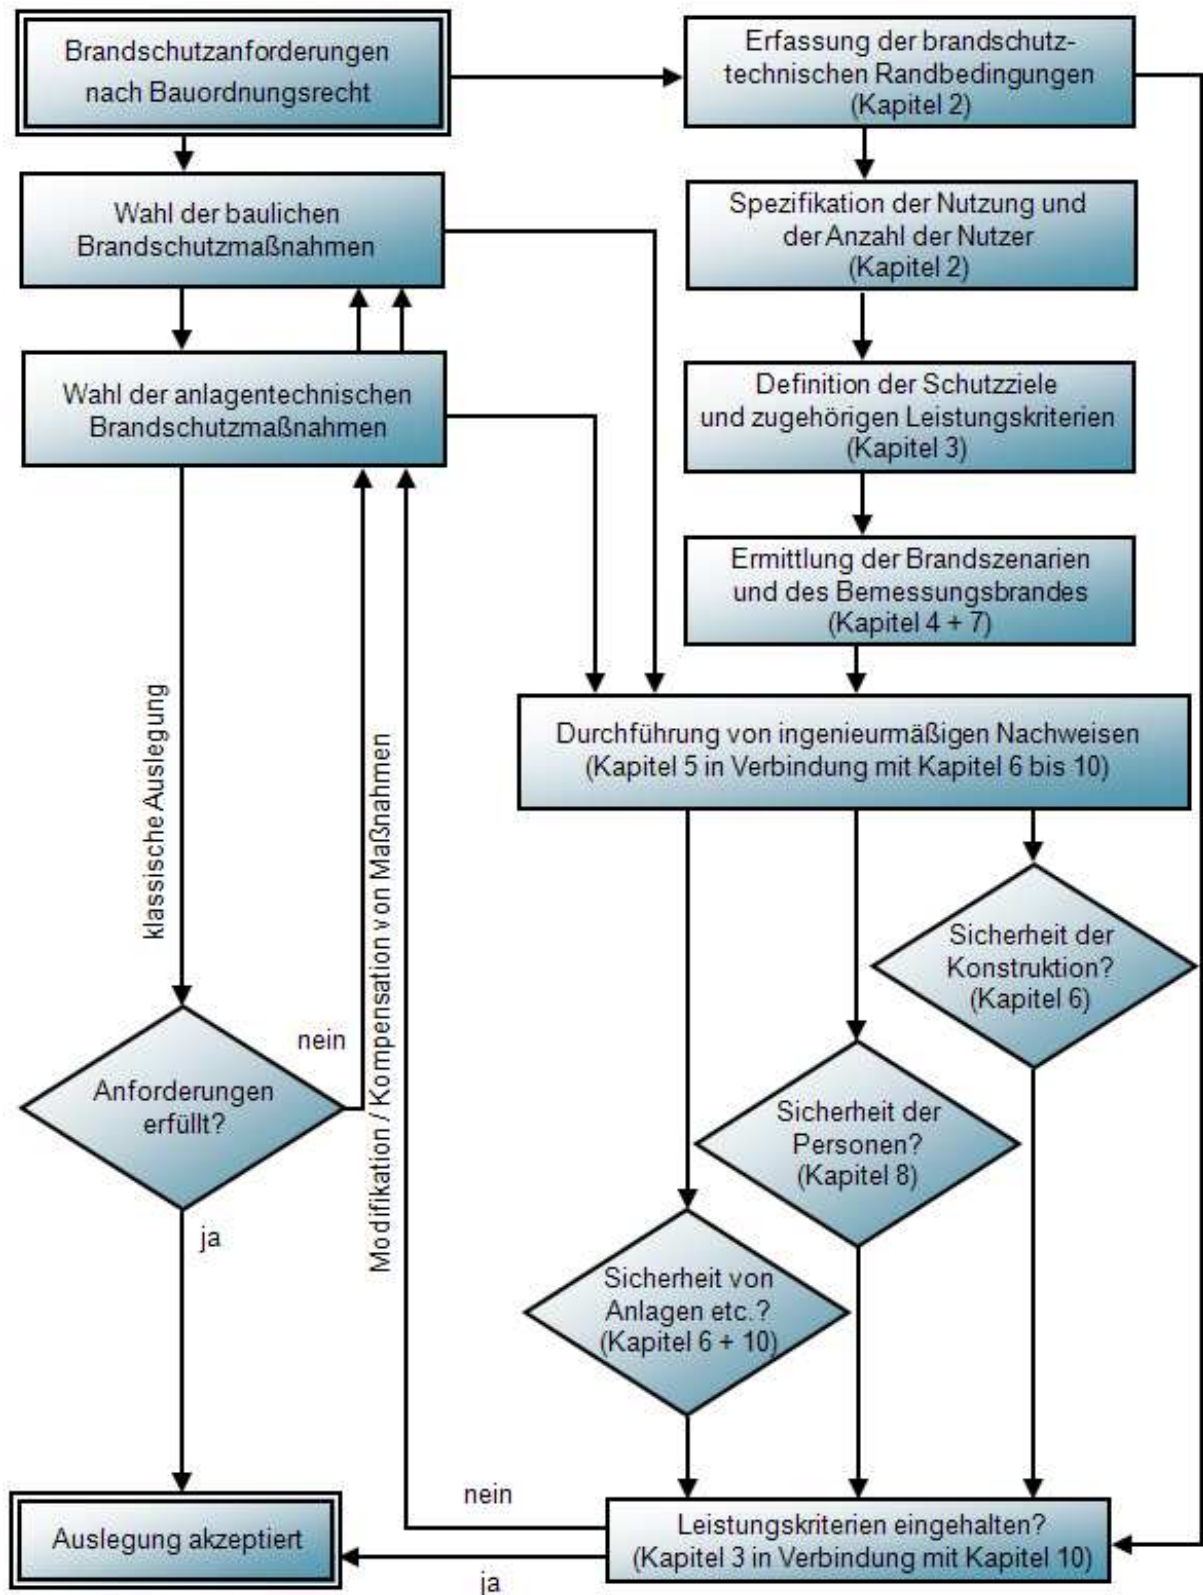 Brandschutzanforderungen
nach Bauordnungsrecht
Erfassung der brandschutz-
technischen Randbedingungen
(Kapitel 2)
Wahl der baulichen
Brandschutzmaßnahmen
Spezifikation der Nutzung und
der Anzahl der Nutzer
(Kapitel 2)
Wahl der anlagentechnischen
Brandschutzmaßnahmen
Definition der Schutzziele
und zugehörigen Leistungskriterien
(Kapitel 3)
Ermittlung der Brandszenarien
und des Bemessungsbrandes
(Kapitel 4 + 7)
klassische Auslegung
Modifikation / Kompensation von Maßnahmen
Durchführung von ingenieurmäßigen Nachweisen
(Kapitel 5 in Verbindung mit Kapitel 6 bis 10)
Sicherheit der
Konstruktion?
(Kapitel 6)
nein
Anforderungen
erfüllt?
Sicherheit der
Personen?
(Kapitel 8)
ja
Sicherheit von
Anlagen etc.?
(Kapitel 6 + 10)
nein
Auslegung akzeptiert
Leistungskriterien eingehalten?
(Kapitel 3 in Verbindung mit Kapitel 10)
ja